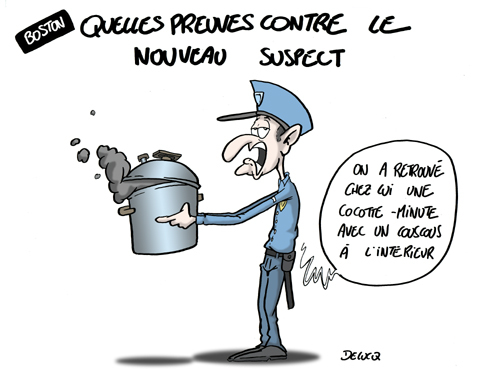 BOSTON QUELLES PREUVES CONTRE LE
NOUVEAU SUSPECT
ON A RETROUVÉ
CHEZ LUI UNE
COCOTTE-MINUTE
AVEC UN COUSCOUS
À L'INTÉRIEUR
DELUCQ